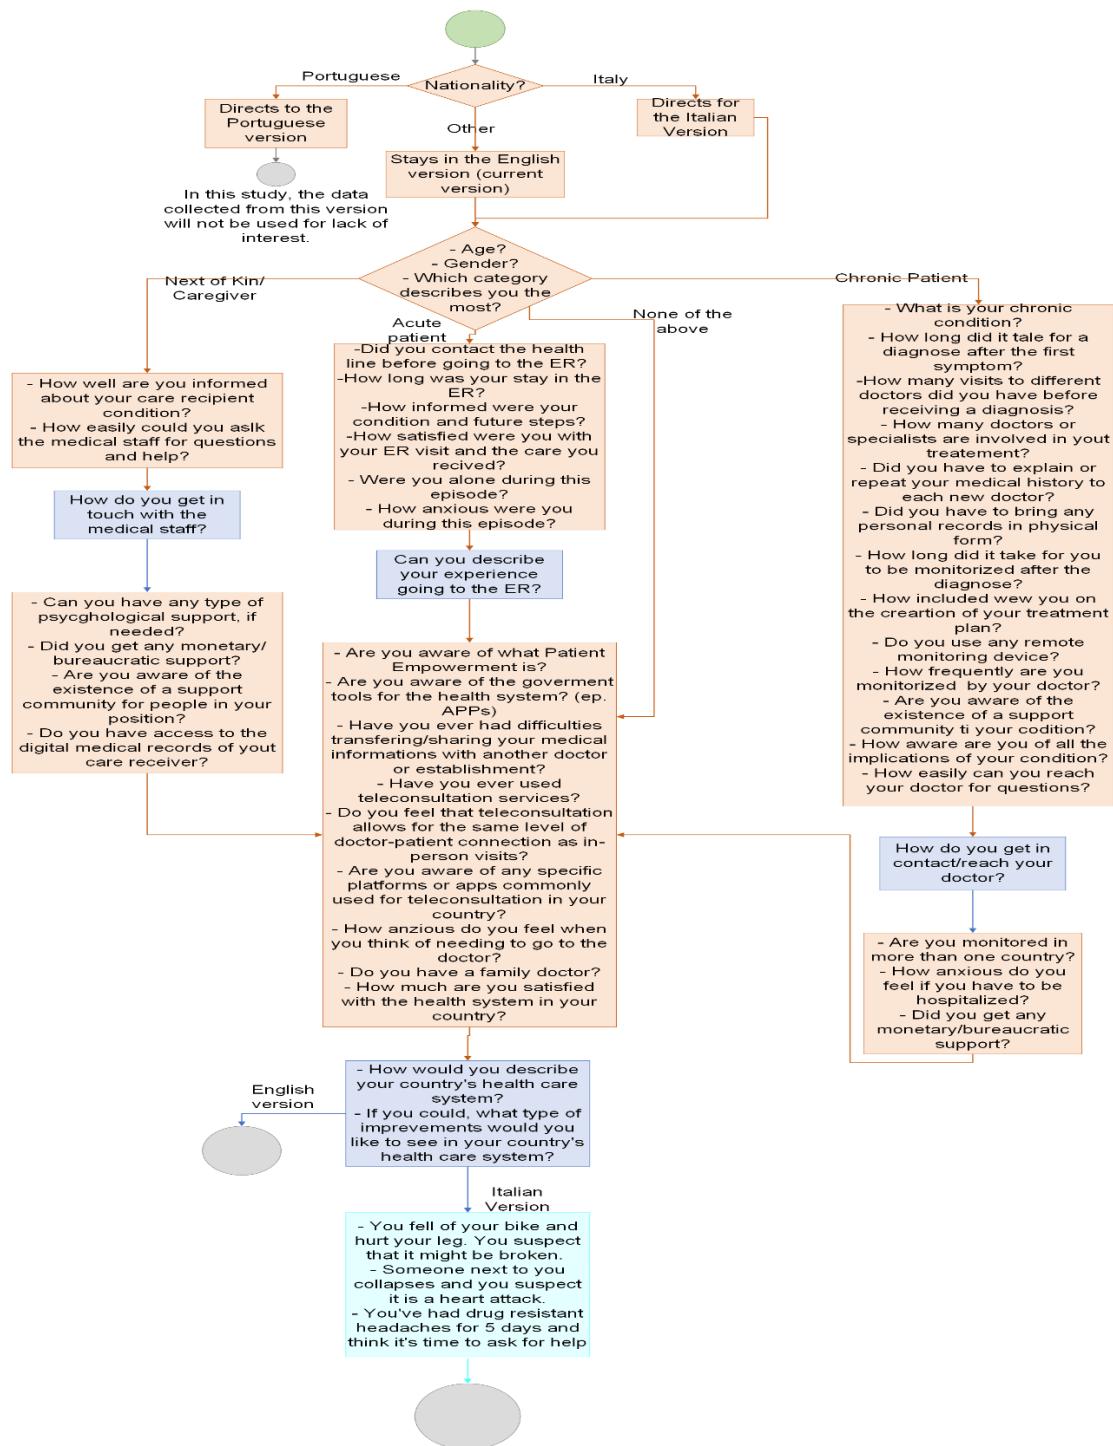 Nationality?
Portuguese
Italy
Other
Directs to the
Portuguese
version
Directs for
the Italian
Version
Stays in the English
version (current
version)
In this study, the data
collected from this version
will not be used for lack of
interest.
- Age?
- Gender?
- Which category
describes you the
most?
Next of Kin/
Caregiver
Acute
patient
None of the
above
Chronic Patient
- How well are you informed
about your care recipient
condition?
- How easily could you aslk
the medical staff for questions
and help?
How do you get in
touch with the
medical staff?
- Can you have any type of
psycghological support, if
needed?
- Did you get any monetary/
bureaucratic support?
- Are you aware of the
existence of a support
community for people in your
position?
- Do you have access to the
digital medical records of yout
care receiver?
-Did you contact the health
line before going to the ER?
-How long was your stay in the
ER?
-How informed were your
condition and future steps?
-How satisfied were you with
your ER visit and the care you
recived?
- Were you alone during this
episode?
- How anxious were you
during this episode?
Can you describe
your experience
going to the ER?
- Are you aware of what Patient
Empowerment is?
- Are you aware of the goverment
tools for the health system? (ep.
APPs)
- Have you ever had difficulties
transfering/sharing your medical
informations with another doctor
or establishment?
- Have you ever used
teleconsultation services?
- Do you feel that teleconsultation
allows for the same level of
doctor-patient connection as in-
person visits?
- Are you aware of any specific
platforms or apps commonly
used for teleconsultation in your
country?
- How anzious do you feel when
you think of needing to go to the
doctor?
- Do you have a family doctor?
- How much are you satisfied
with the health system in your
country?
- What is your chronic
condition?
- How long did it tale for a
diagnose after the first
symptom?
-How many visits to different
doctors did you have before
receiving a diagnosis?
- How many doctors or
specialists are involved in yout
treatement?
- Did you have to explain or
repeat your medical history to
each new doctor?
- Did you have to bring any
personal records in physical
form?
- How long did it take for you
to be monitorized after the
diagnose?
- How included wew you on
the creartion of your treatment
plan?
- Do you use any remote
monitoring device?
- How frequently are you
monitorized by your doctor?
- Are you aware of the
existence of a support
community ti your codition?
- How aware are you of all the
implications of your condition?
- How easily can you reach
your doctor for questions?
How do you get in
contact/reach your
doctor?
- Are you monitored in
more than one country?
- How anxious do you
feel if you have to be
hospitalized?
- Did you get any
monetary/bureaucratic
support?
- How would you describe
your country's health care
system?
- If you could, what type of
imprevements would you
like to see in your country's
health care system?
English
version
Italian
Version
- You fell of your bike and
hurt your leg. You suspect
that it might be broken.
- Someone next to you
collapses and you suspect
it is a heart attack.
- You've had drug resistant
headaches for 5 days and
think it's time to ask for help